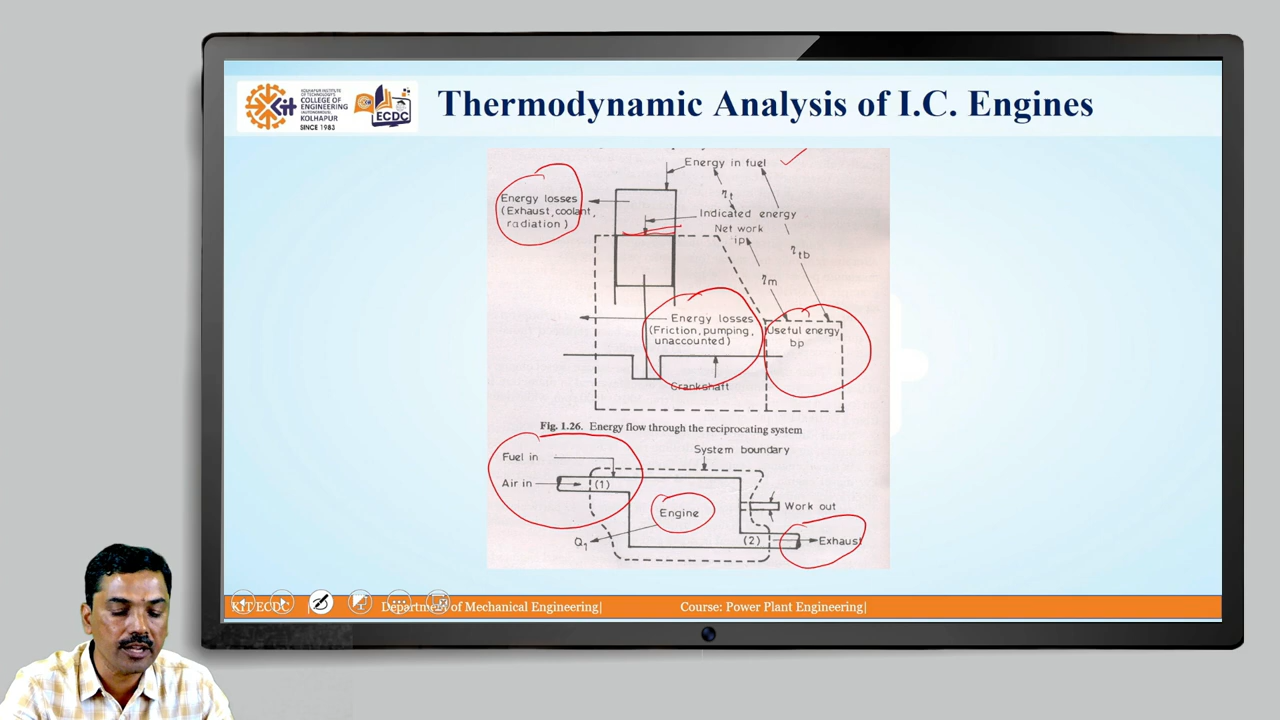 KOLHAPUR INSTITUTE
OF TECHNOLOGY'S
COLLEGE OF
ENGINEERING
(AUTONOMOUS)
KOLHAPUR
SINCE 1983
Kit
ECDC
Thermodynamic Analysis of I.C. Engines
Energy in fuel
Energy losses
(Exhaust, coolant,
radiation)
ηt
Indicated energy
Net work
ip
ηtb
ηm
Energy losses
(Friction, pumping,
unaccounted)
Useful energy
bp
Crankshaft
Fig. 1.26. Energy flow through the reciprocating system
System boundary
Fuel in
Air in
(1)
Engine
Work out
Q1
(2)
Exhaust
KIT ECDC |
Department of Mechanical Engineering|
Course: Power Plant Engineering|